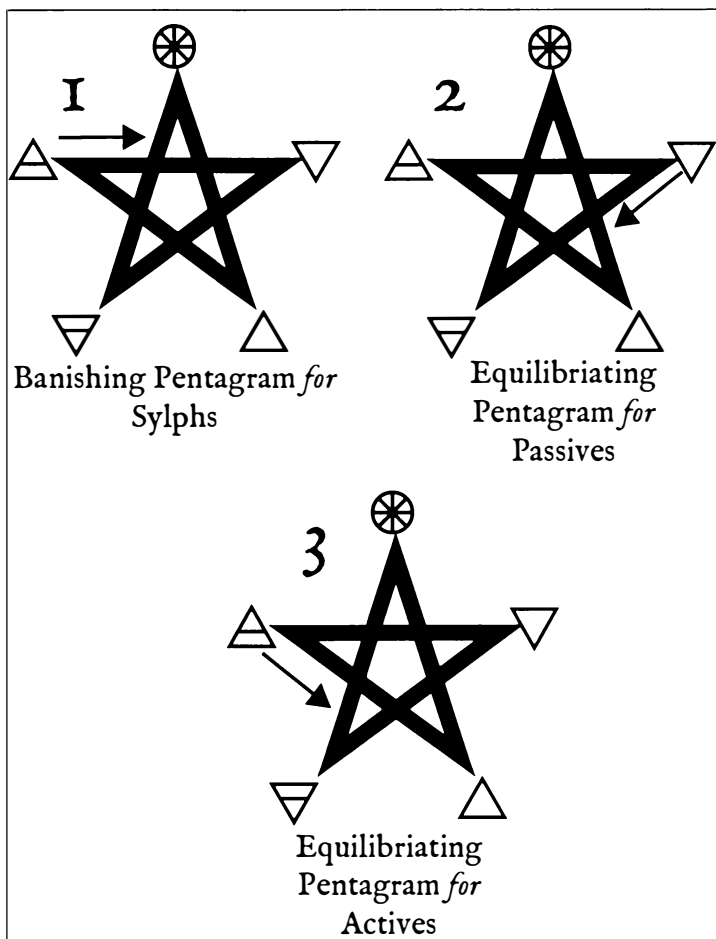 1
Banishing Pentagram for
Sylphs
2
Equilibriating
Pentagram for
Passives
3
Equilibriating
Pentagram for
Actives